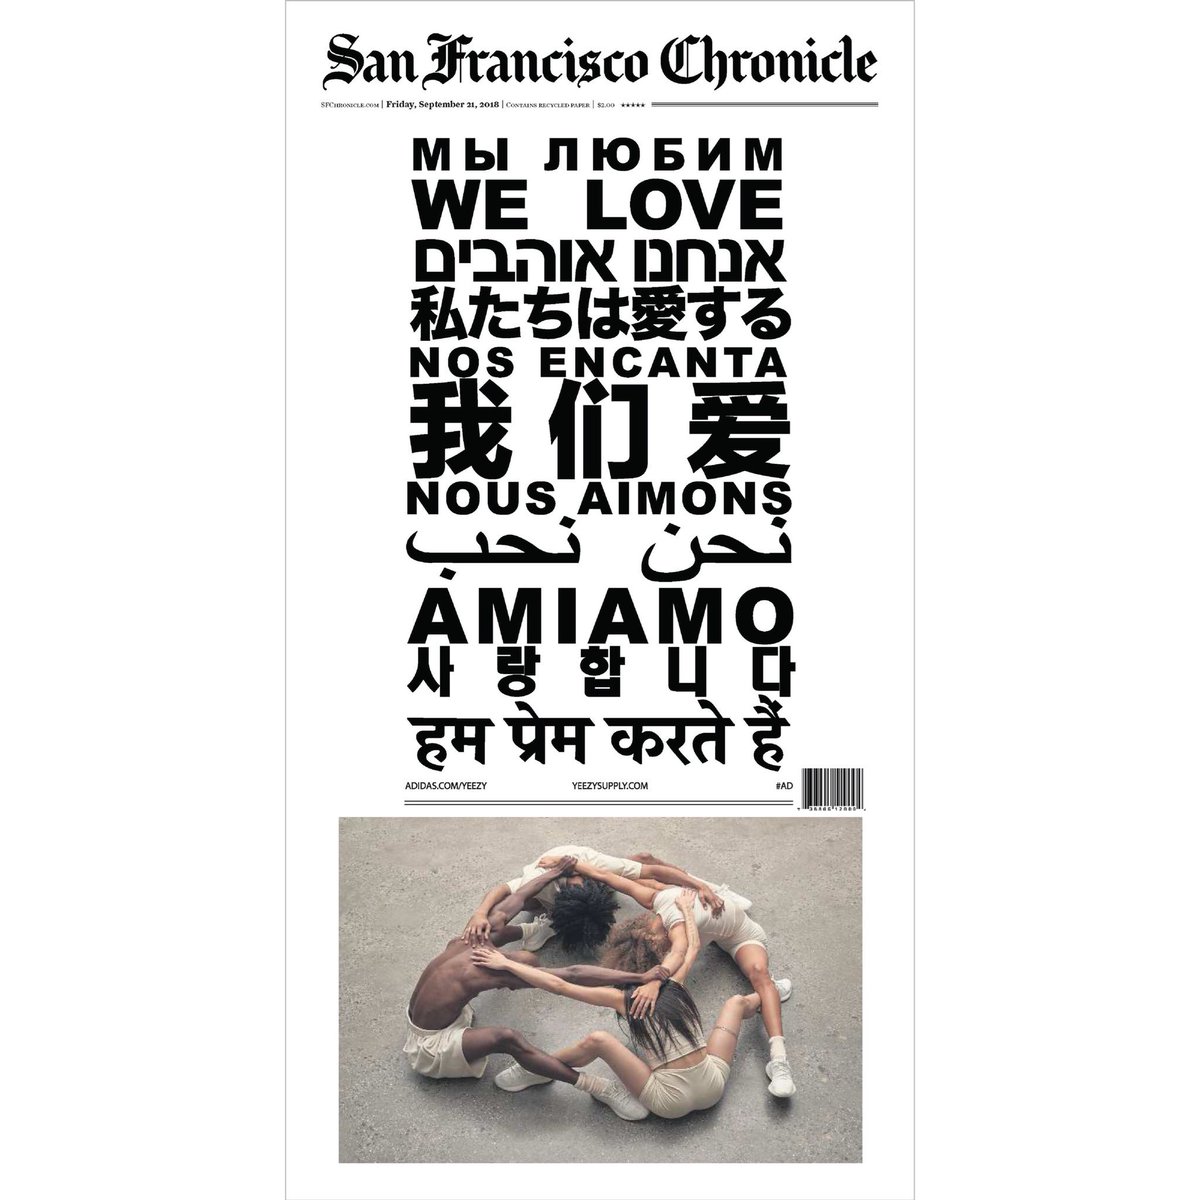 San Francisco Chronicle
SFChronicle.com | Friday, September 21, 2018 | Contains recycled paper | $2.00 ★★★★★
МЫ ЛЮБИМ
WE LOVE
אנחנו אוהבים
私たちは愛する
NOS ENCANTA
我们爱
NOUS AIMONS
نحن نحب
AMIAMO
사랑합니다
हम प्रेम करते हैं
ADIDAS.COM/YEEZY YEEZYSUPPLY.COM #AD